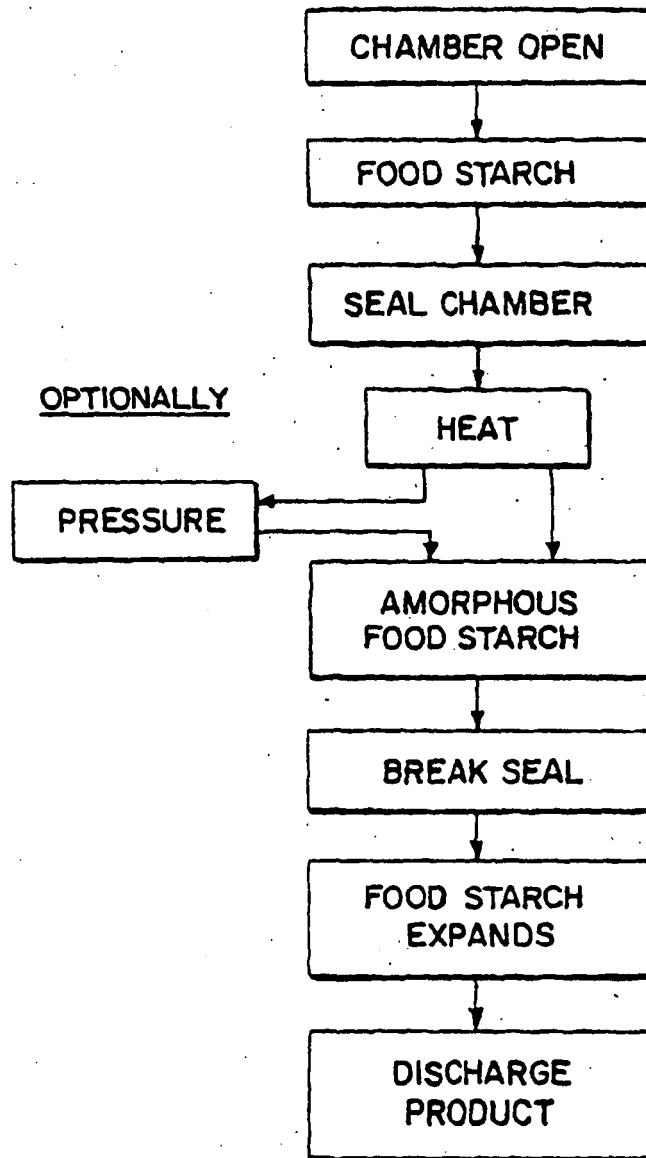 CHAMBER OPEN
FOOD STARCH
SEAL CHAMBER
OPTIONALLY
HEAT
PRESSURE
AMORPHOUS
FOOD STARCH
BREAK SEAL
FOOD STARCH
EXPANDS
DISCHARGE
PRODUCT